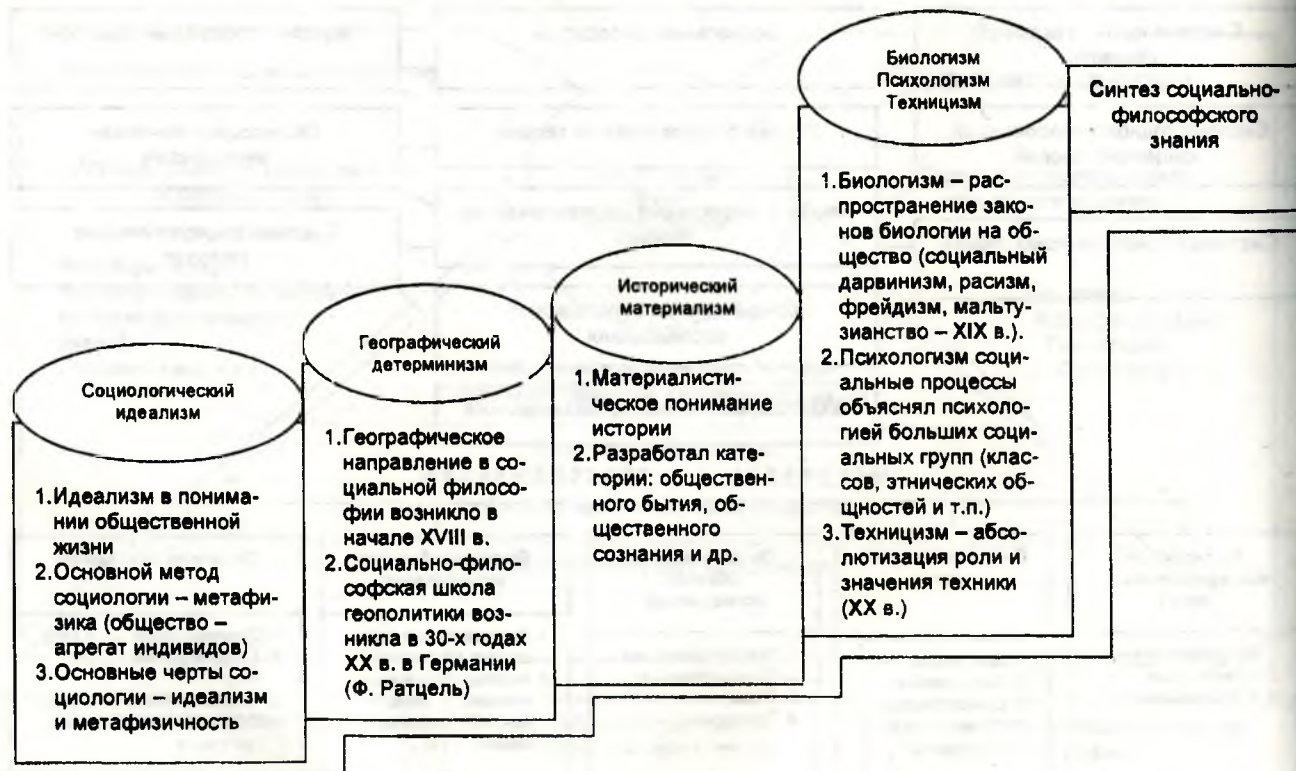 Социологический
идеализм
1.Идеализм в понима-
нии общественной
жизни
2.Основной метод
социологии – метафи-
зика (общество –
агрегат индивидов)
3.Основные черты со-
циологии – идеализм
и метафизичность
Географический
детерминизм
1.Географическое
направление в со-
циальной филосо-
фии возникло в
начале XVIII в.
2.Социально-фило-
софская школа
геополитики воз-
никла в 30-х годах
XX в. в Германии
(Ф. Ратцель)
Исторический
материализм
1.Материалисти-
ческое понимание
истории
2.Разработал кате-
гории: обществен-
ного бытия, об-
щественного
сознания и др.
Биологизм
Психологизм
Техницизм
1.Биологизм – рас-
пространие зако-
нов биологии на об-
щество (социальный
дарвинизм, расизм,
фрейдизм, мальту-
зианство – XIX в.).
2.Психологизм соци-
альные процессы
объяснял психоло-
гией больших соци-
альных групп (клас-
сов, этнических об-
щностей и т.п.)
3.Техницизм – абсо-
лютизация роли и
значения техники
(XX в.)
Синтез социально-
философского
знания